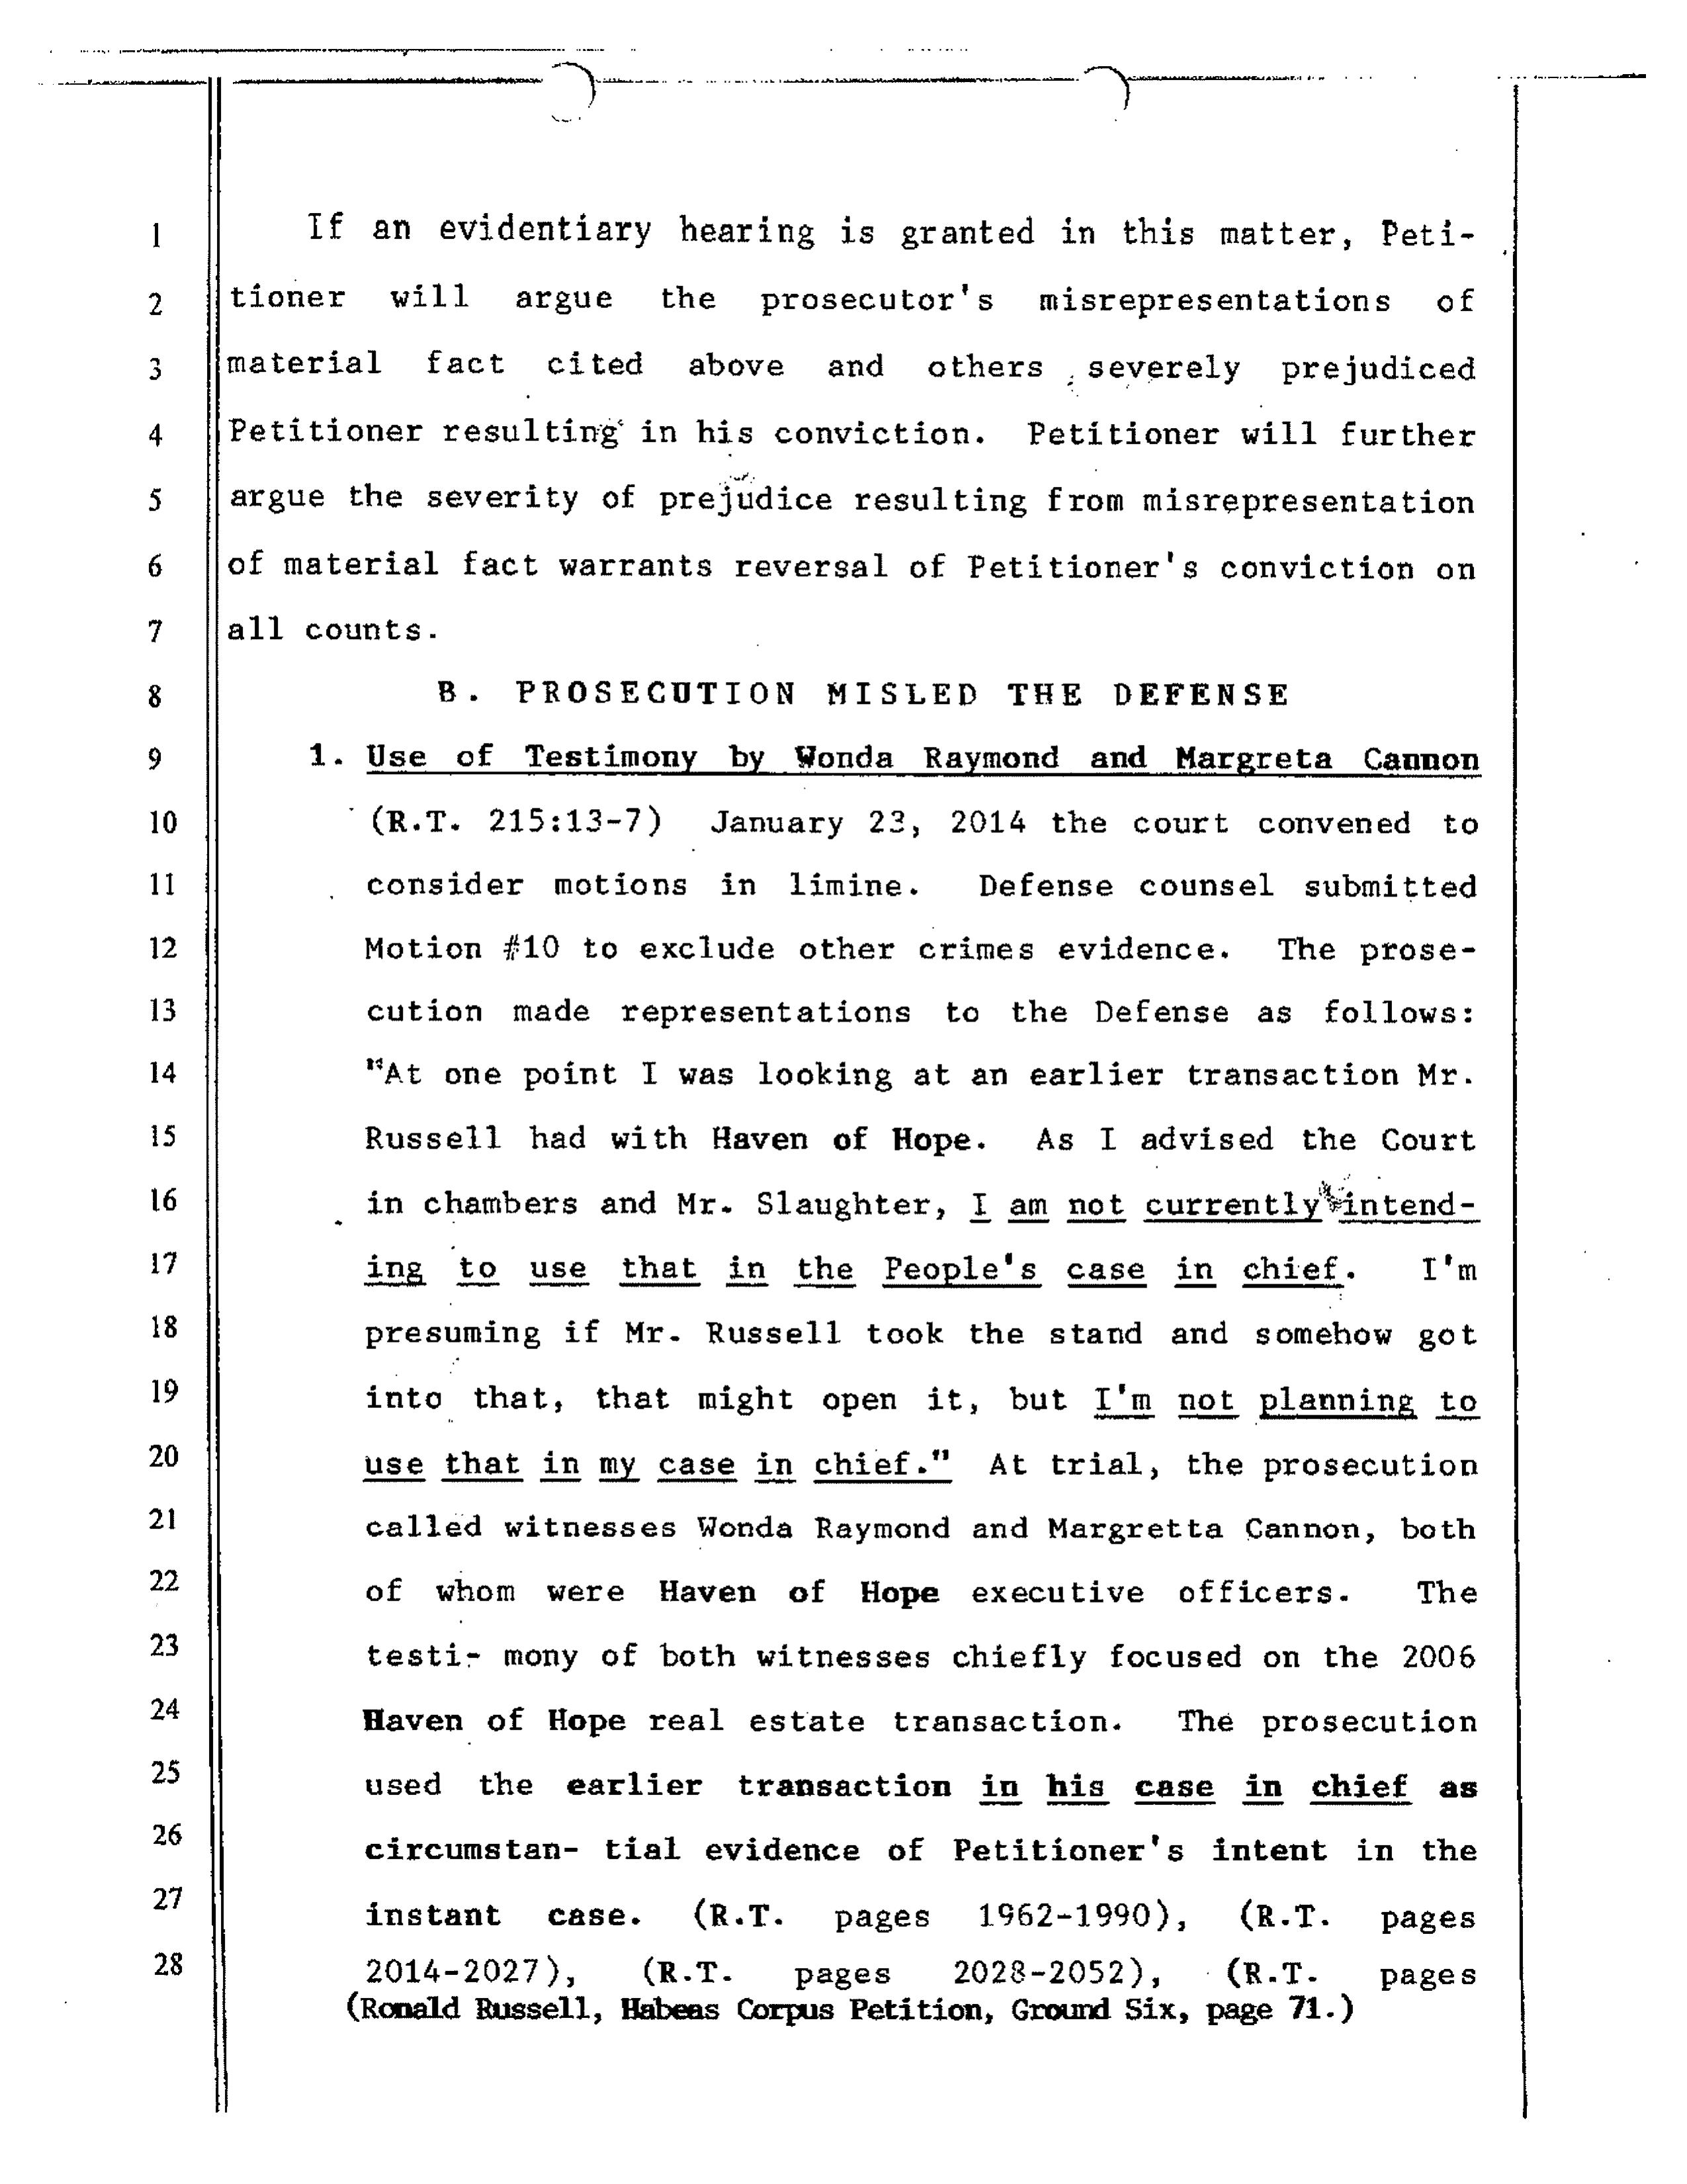 1 If an evidentiary hearing is granted in this matter, Peti-
2 tioner will argue the prosecutor's misrepresentations of
3 material fact cited above and others severely prejudiced
4 Petitioner resulting in his conviction. Petitioner will further
5 argue the severity of prejudice resulting from misrepresentation
6 of material fact warrants reversal of Petitioner's conviction on
7 all counts.
8 B. PROSECUTION MISLED THE DEFENSE
9 1. Use of Testimony by Wonda Raymond and Margreta Cannon
10 (R.T. 215:13-7) January 23, 2014 the court convened to
11 consider motions in limine. Defense counsel submitted
12 Motion #10 to exclude other crimes evidence. The prose-
13 cution made representations to the Defense as follows:
14 "At one point I was looking at an earlier transaction Mr.
15 Russell had with Haven of Hope. As I advised the Court
16 in chambers and Mr. Slaughter, I am not currently intend-
17 ing to use that in the People's case in chief. I'm
18 presuming if Mr. Russell took the stand and somehow got
19 into that, that might open it, but I'm not planning to
20 use that in my case in chief." At trial, the prosecution
21 called witnesses Wonda Raymond and Margretta Cannon, both
22 of whom were Haven of Hope executive officers. The
23 testi- mony of both witnesses chiefly focused on the 2006
24 Haven of Hope real estate transaction. The prosecution
25 used the earlier transaction in his case in chief as
26 circumstan- tial evidence of Petitioner's intent in the
27 instant case. (R.T. pages 1962-1990), (R.T. pages
28 2014-2027), (R.T. pages 2028-2052), (R.T. pages
(Ronald Russell, Habeas Corpus Petition, Ground Six, page 71.)